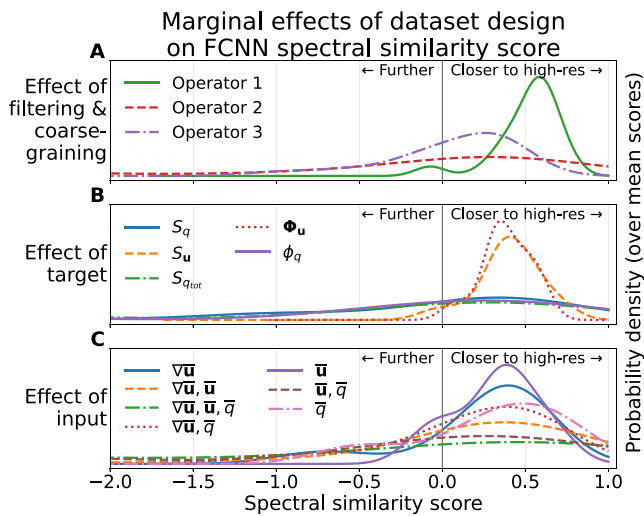 Marginal effects of dataset design
on FCNN spectral similarity score
A
Effect of
filtering &
coarse-
graining
Operator 1
Operator 2
Operator 3
← Further
Closer to high-res →
B
Effect of
target
S_q
S_𝐮
S_{q_{tot}}
𝚽_𝐮
ϕ_q
← Further
Closer to high-res →
C
Effect of
input
∇𝐮̅
∇𝐮̅, 𝐮̅
∇𝐮̅, 𝐮̅, q̅
∇𝐮̅, q̅
𝐮̅
𝐮̅, q̅
q̅
← Further
Closer to high-res →
−2.0 −1.5 −1.0 −0.5 0.0 0.5 1.0
Spectral similarity score
Probability density (over mean scores)